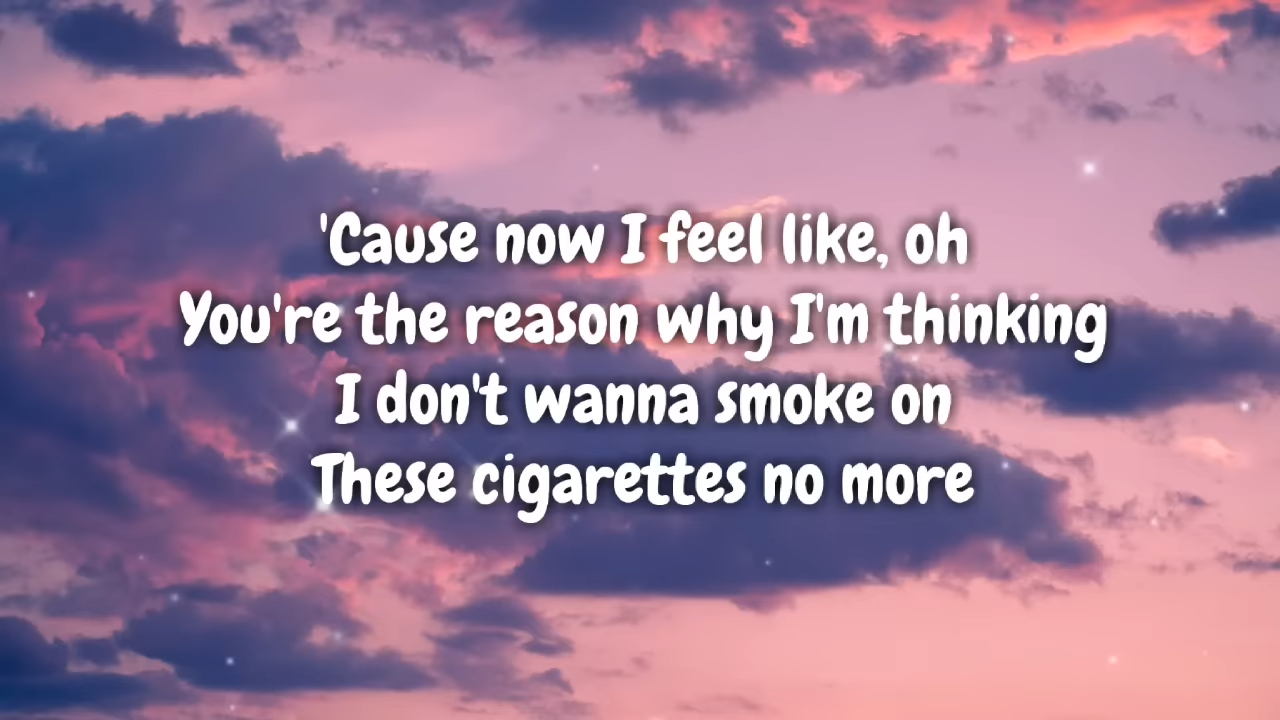 'Cause now I feel like, oh
You're the reason why I'm thinking
I don't wanna smoke on
These cigarettes no more